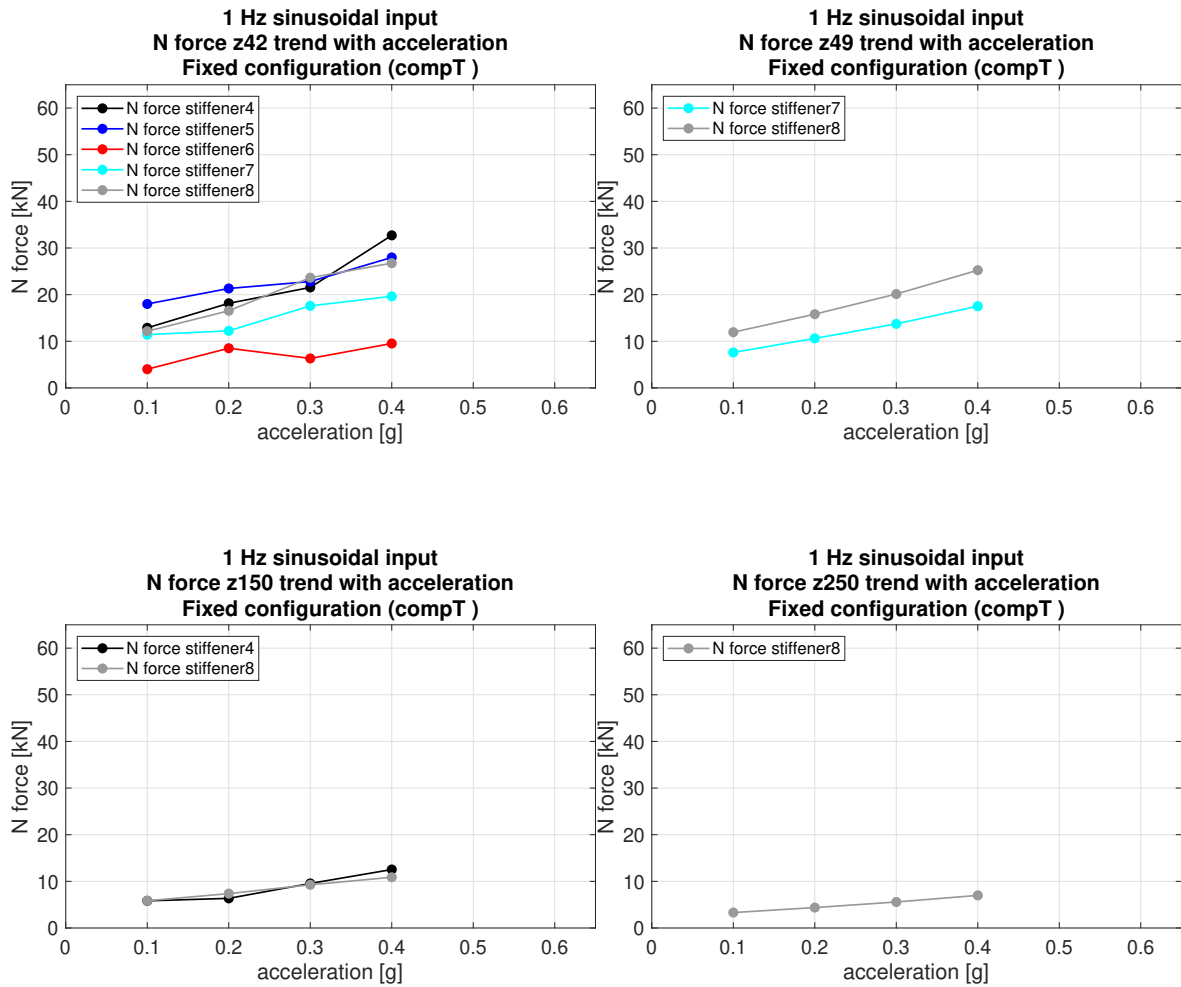 1 Hz sinusoidal input
N force z42 trend with acceleration
Fixed configuration (compT )
N force [kN]
60
50
40
30
20
10
0
N force stiffener4
N force stiffener5
N force stiffener6
N force stiffener7
N force stiffener8
0 0.1 0.2 0.3 0.4 0.5 0.6
acceleration [g]
1 Hz sinusoidal input
N force z49 trend with acceleration
Fixed configuration (compT )
N force [kN]
60
50
40
30
20
10
0
N force stiffener7
N force stiffener8
0 0.1 0.2 0.3 0.4 0.5 0.6
acceleration [g]
1 Hz sinusoidal input
N force z150 trend with acceleration
Fixed configuration (compT )
N force [kN]
60
50
40
30
20
10
0
N force stiffener4
N force stiffener8
0 0.1 0.2 0.3 0.4 0.5 0.6
acceleration [g]
1 Hz sinusoidal input
N force z250 trend with acceleration
Fixed configuration (compT )
N force [kN]
60
50
40
30
20
10
0
N force stiffener8
0 0.1 0.2 0.3 0.4 0.5 0.6
acceleration [g]